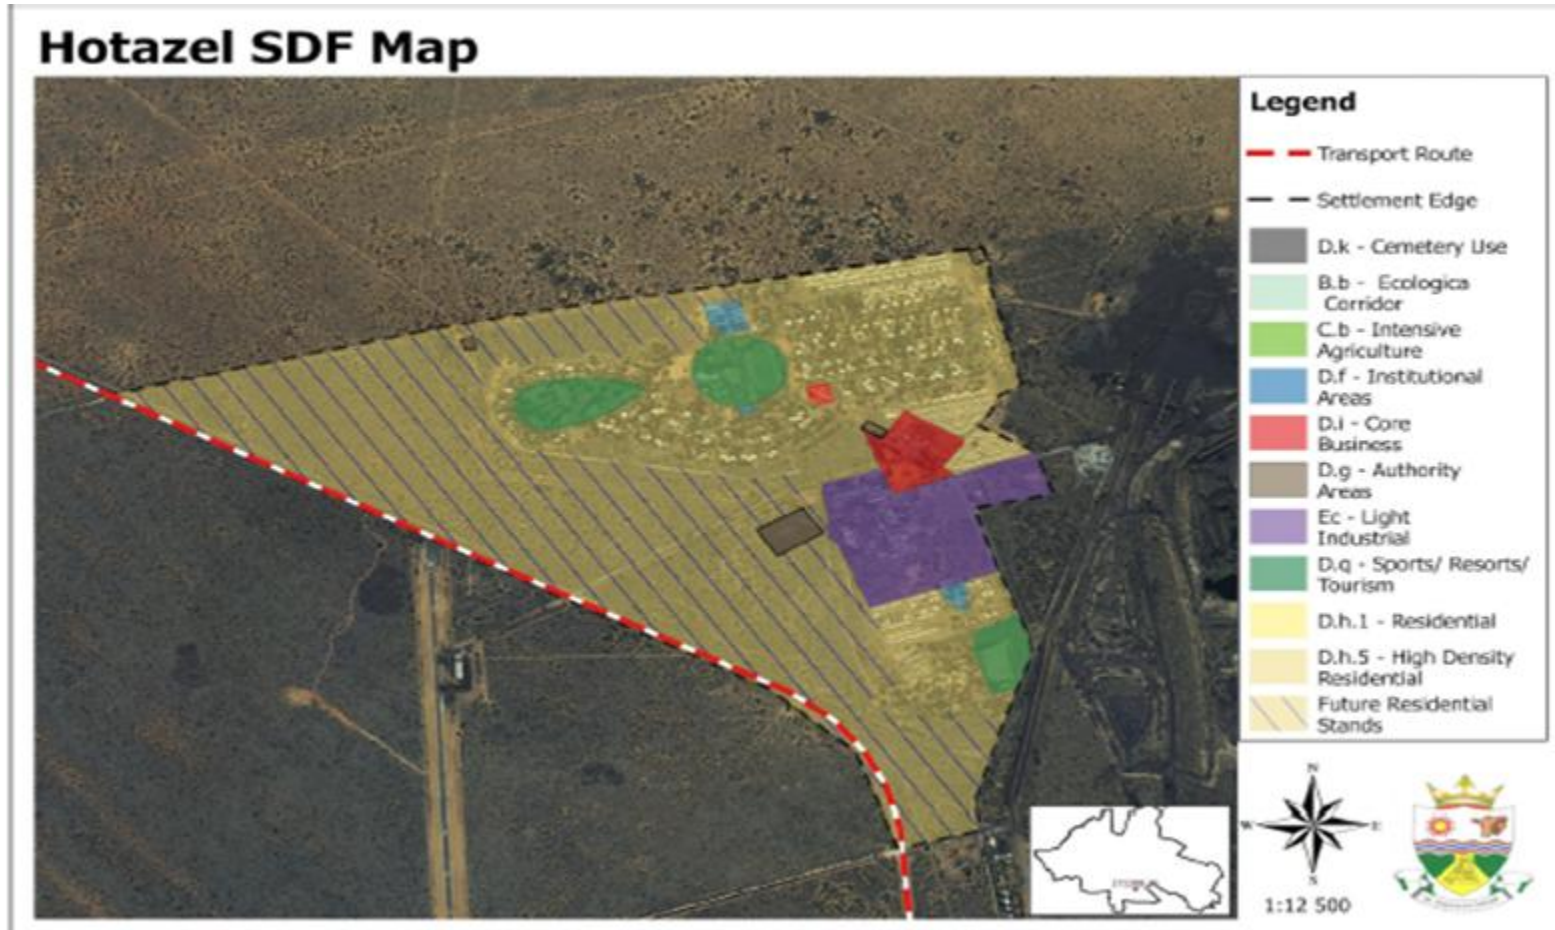 Hotazel SDF Map
Legend
Transport Route
Settlement Edge
D.k - Cemetery Use
B.b - Ecologica
Corridor
C.b - Intensive
Agriculture
D.f - Institutional
Areas
D.i - Core
Business
D.g - Authority
Areas
Ec - Light
Industrial
D.q - Sports/ Resorts/
Tourism
D.h.1 - Residential
D.h.5 - High Density
Residential
Future Residential
Stands
N
W
E
S
1:12 500